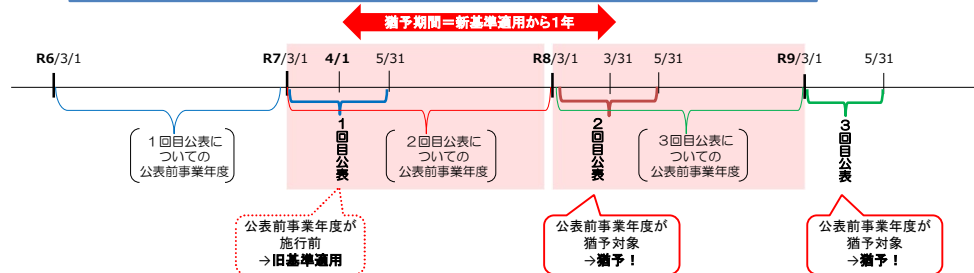 猶予期間＝新基準適用から1年
R6/3/1
R7/3/1
4/1
5/31
R8/3/1
3/31
5/31
R9/3/1
5/31
１回目公表に
ついての
公表前事業年度
１回目公表
２回目公表に
ついての
公表前事業年度
２回目公表
３回目公表に
ついての
公表前事業年度
３回目公表
公表前事業年度が
施行前
→旧基準適用
公表前事業年度が
猶予対象
→猶予！
公表前事業年度が
猶予対象
→猶予！